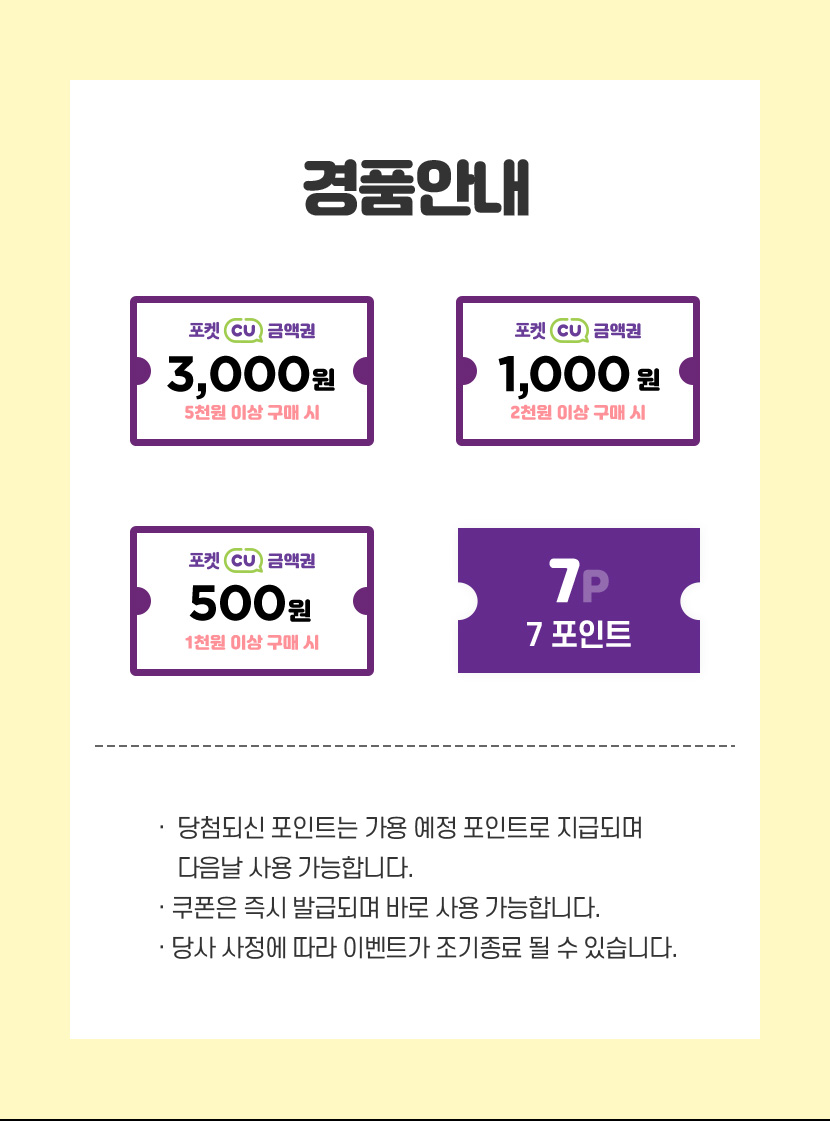 경품안내
포켓 CU 금액권
3,000원
5천원 이상 구매 시
포켓 CU 금액권
1,000 원
2천원 이상 구매 시
포켓 CU 금액권
500원
1천원 이상 구매 시
7P
7 포인트
· 당첨되신 포인트는 가용 예정 포인트로 지급되며
다음날 사용 가능합니다.
· 쿠폰은 즉시 발급되며 바로 사용 가능합니다.
· 당사 사정에 따라 이벤트가 조기종료 될 수 있습니다.